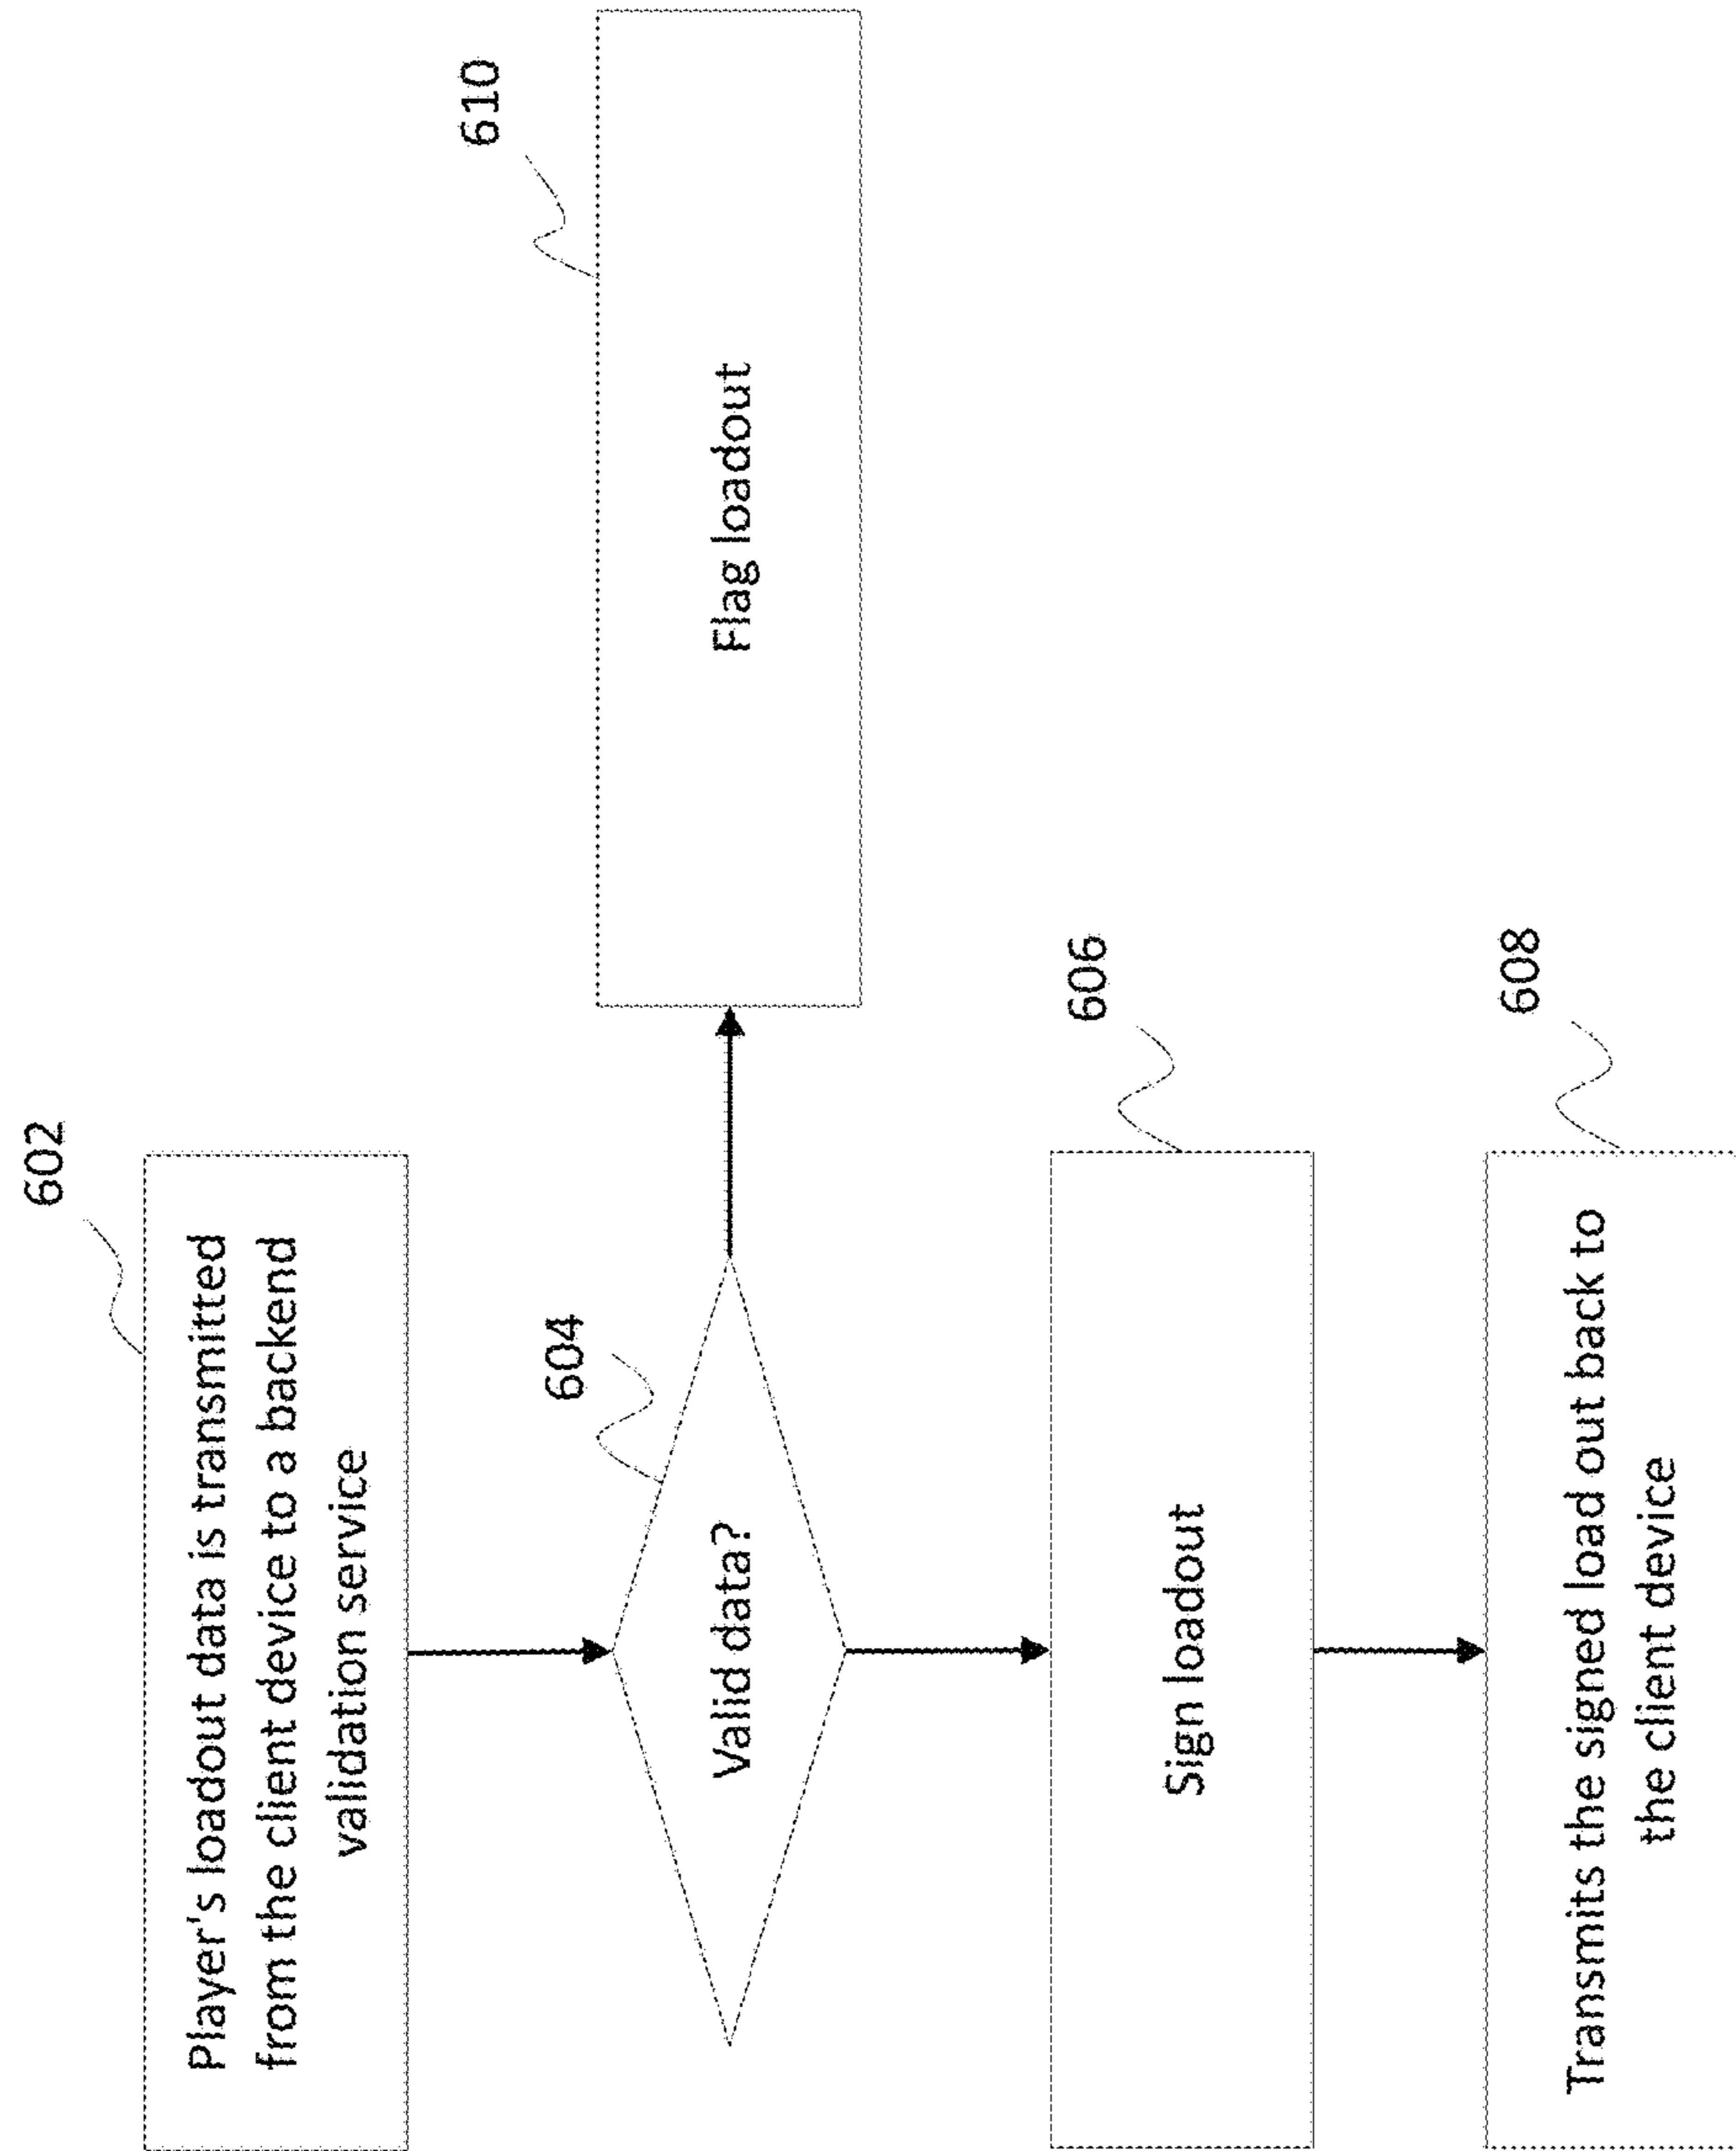 602
Player's loadout data is transmitted
from the client device to a backend
validation service
604
Valid data?
610
Flag loadout
606
Sign loadout
608
Transmits the signed load out back to
the client device